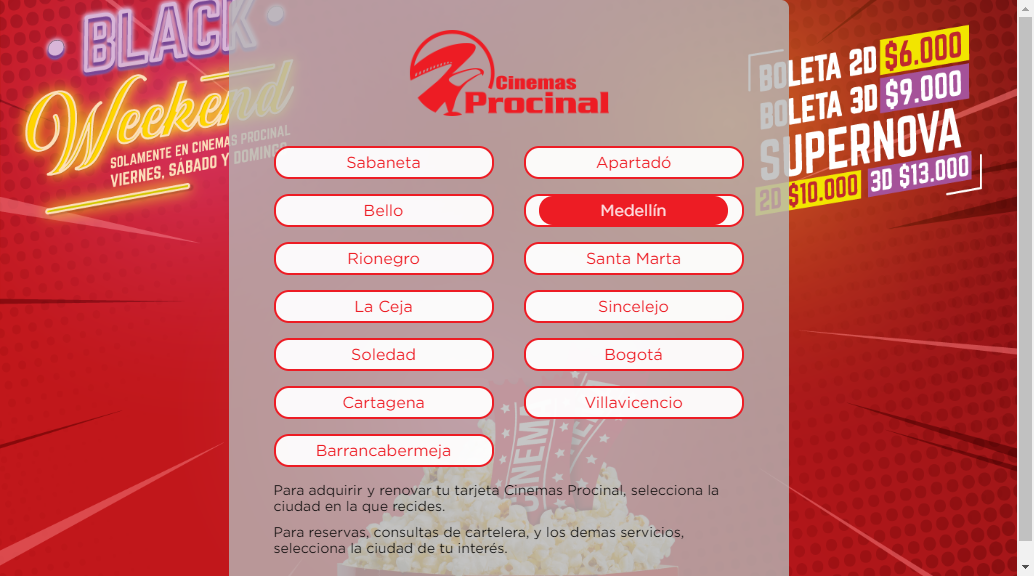 BLACK
Weekend
SOLAMENTE EN CINEMAS PROCINAL
VIERNES, SÁBADO Y DOMINGO
Cinemas
Procinal
BOLETA 2D $6.000
BOLETA 3D $9.000
SUPERNOVA
2D $10.000 3D $13.000
Sabaneta
Apartadó
Bello
Medellín
Rionegro
Santa Marta
La Ceja
Sincelejo
Soledad
Bogotá
Cartagena
Villavicencio
Barrancabermeja
Para adquirir y renovar tu tarjeta Cinemas Procinal, selecciona la
ciudad en la que recides.
Para reservas, consultas de cartelera, y los demas servicios,
selecciona la ciudad de tu interés.